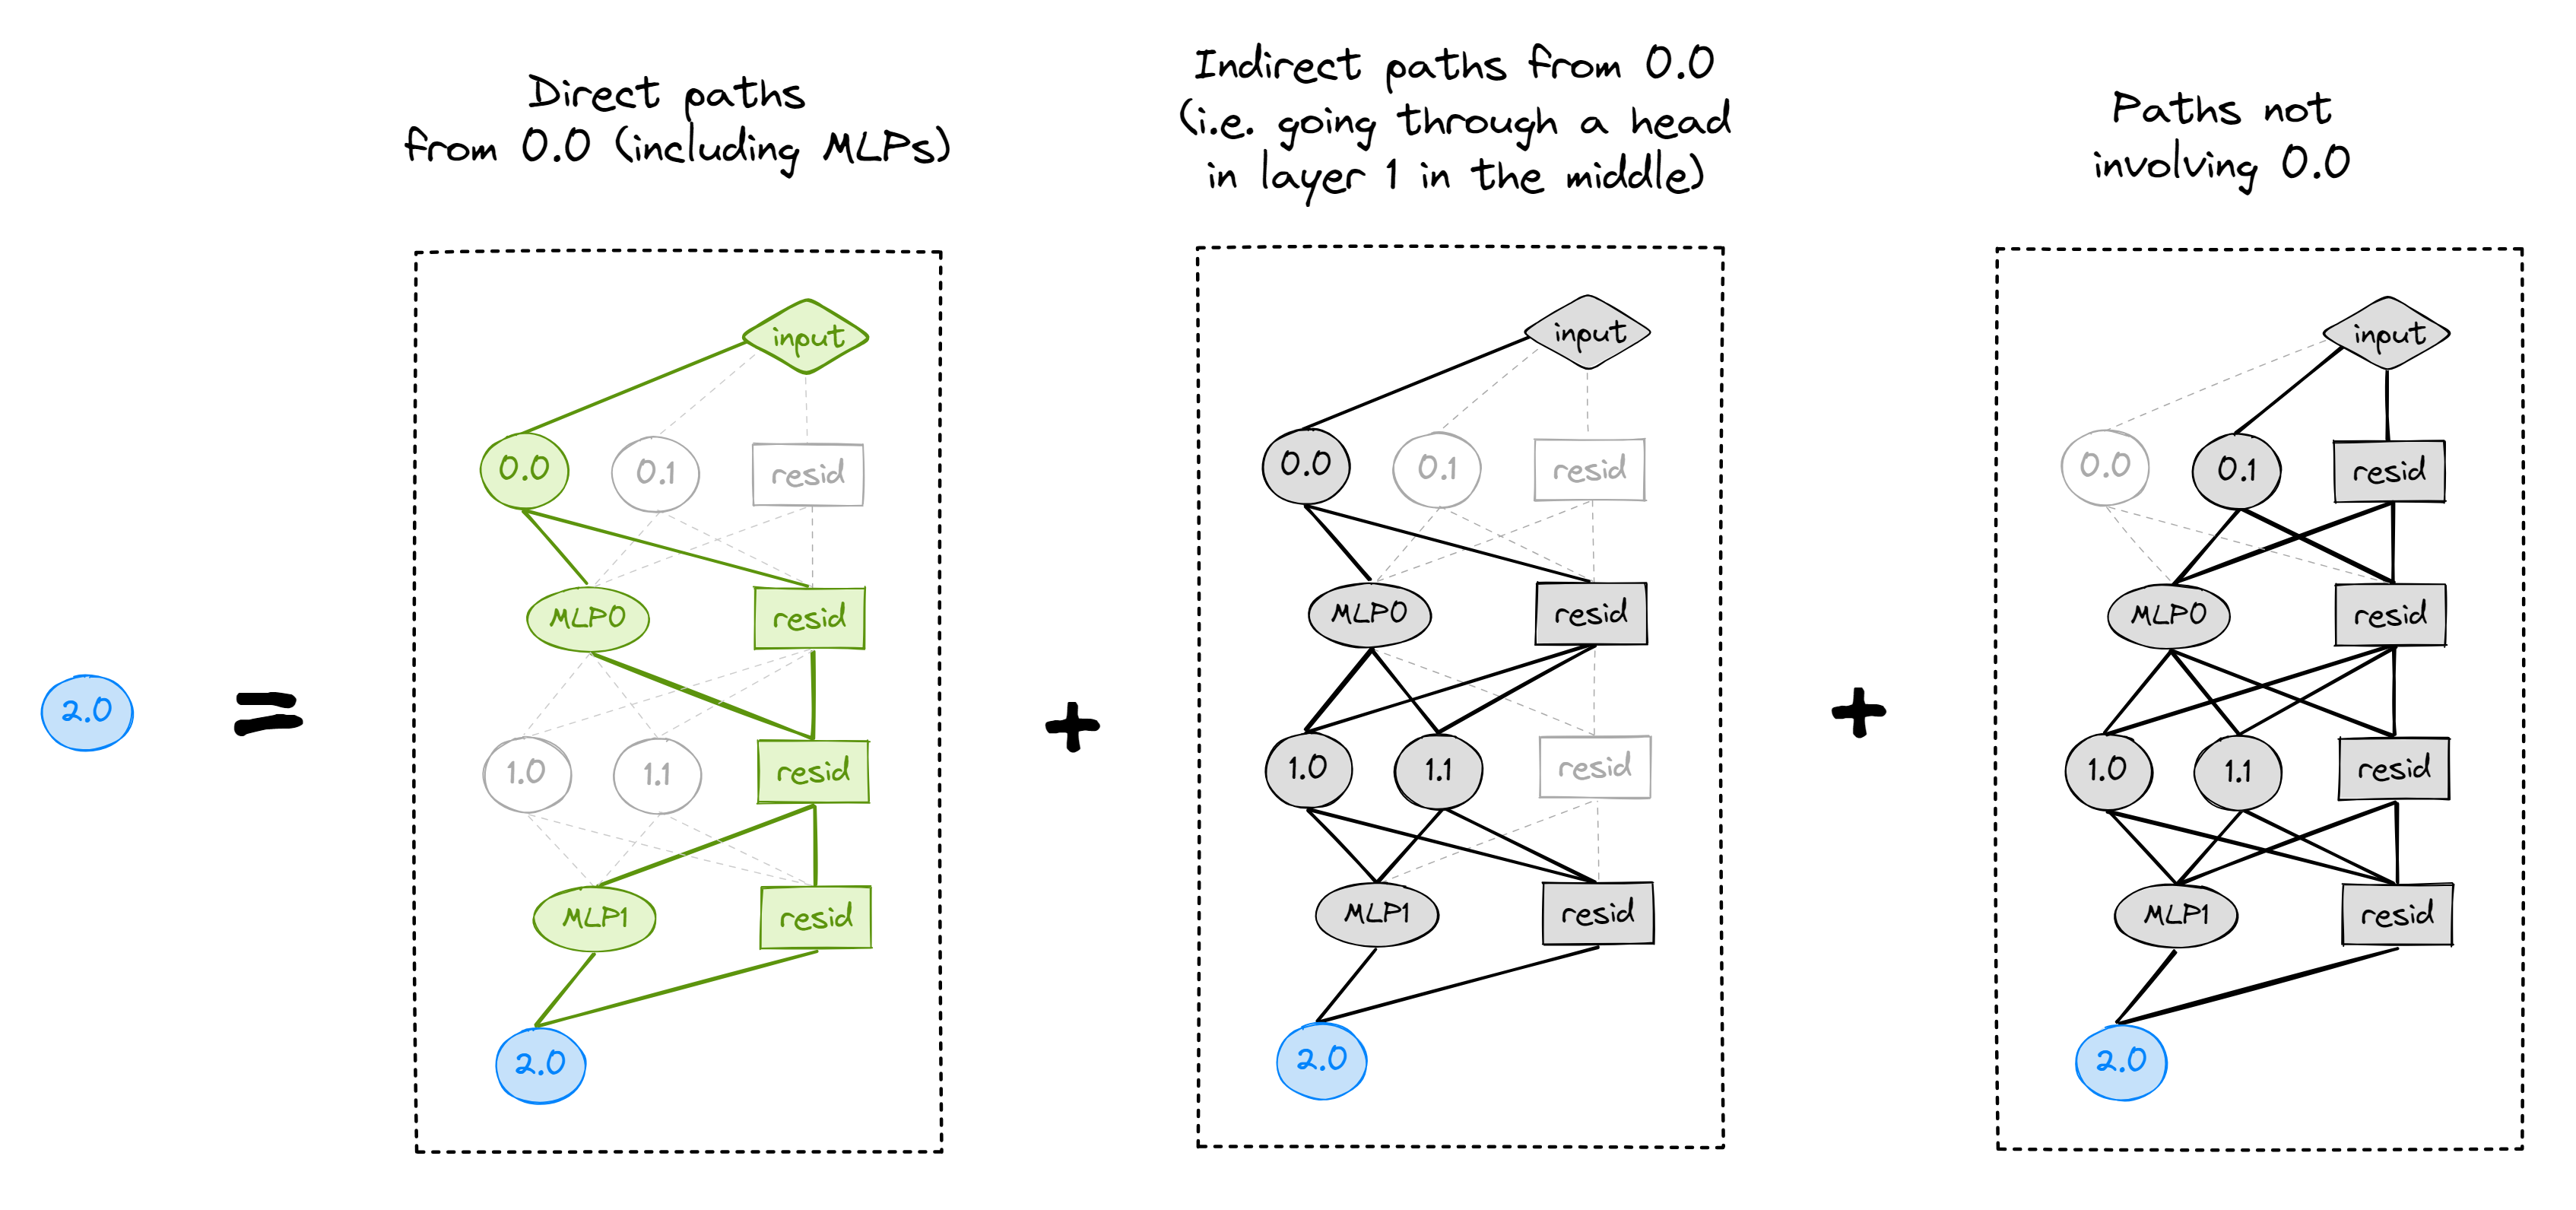 Direct paths
from 0.0 (including MLPs)
Indirect paths from 0.0
(i.e. going through a head
in layer 1 in the middle)
Paths not
involving 0.0
2.0
=
input
0.0
0.1
resid
MLP0
resid
1.0
1.1
resid
MLP1
resid
2.0
+
input
0.0
0.1
resid
MLP0
resid
1.0
1.1
resid
MLP1
resid
2.0
+
input
0.0
0.1
resid
MLP0
resid
1.0
1.1
resid
MLP1
resid
2.0